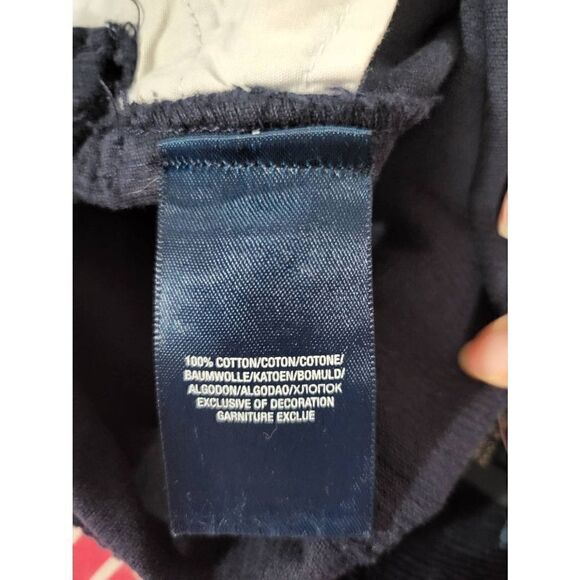 100% COTTON/COTON/COTONE/
BAUMWOLLE/KATOEN/BOMULD/
ALGODON/ALGODAO/ХЛОПОК
EXCLUSIVE OF DECORATION
GARNITURE EXCLUE